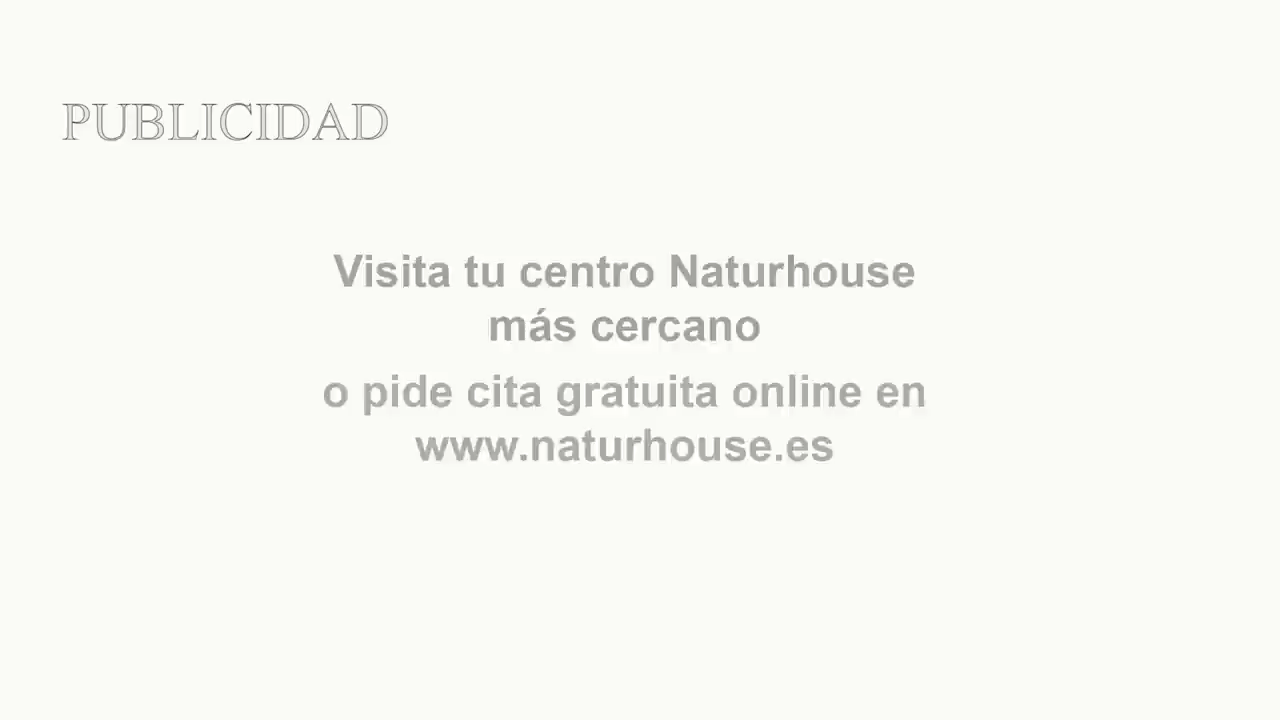 PUBLICIDAD
Visita tu centro Naturhouse
más cercano
o pide cita gratuita online en
www.naturhouse.es